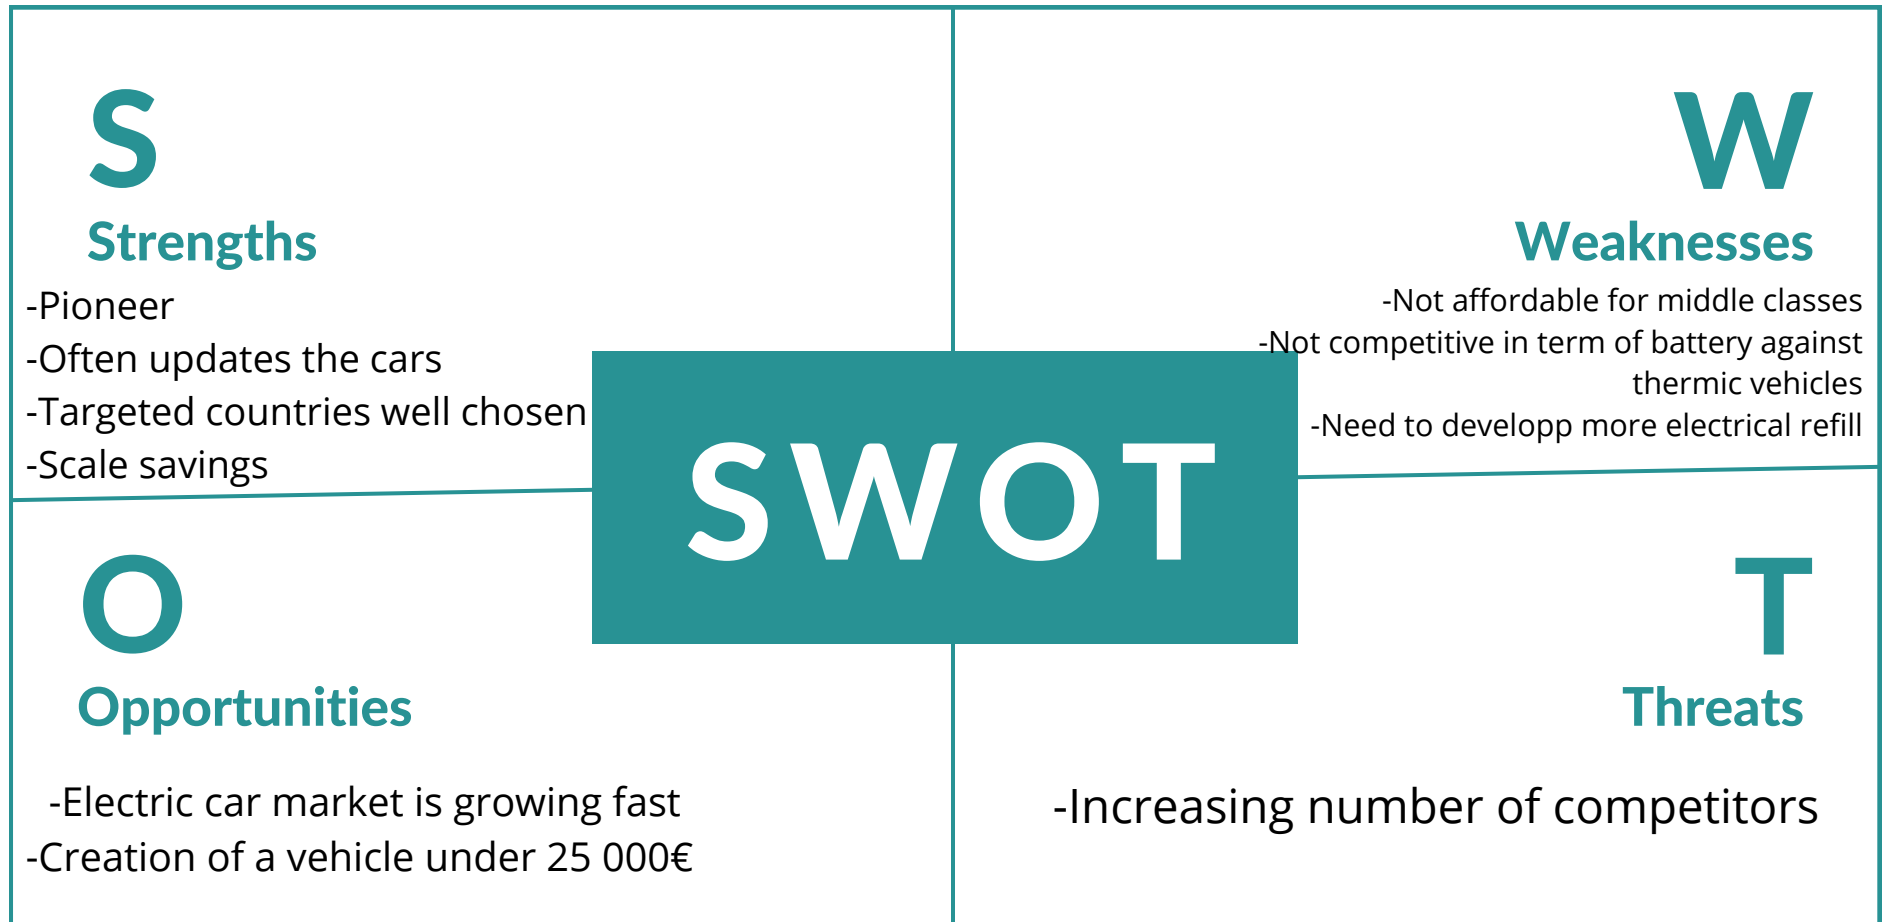 S
Strengths
-Pioneer
-Often updates the cars
-Targeted countries well chosen
-Scale savings
W
Weaknesses
-Not affordable for middle classes
-Not competitive in term of battery against
thermic vehicles
-Need to developp more electrical refill
SWOT
O
Opportunities
-Electric car market is growing fast
-Creation of a vehicle under 25 000€
T
Threats
-Increasing number of competitors